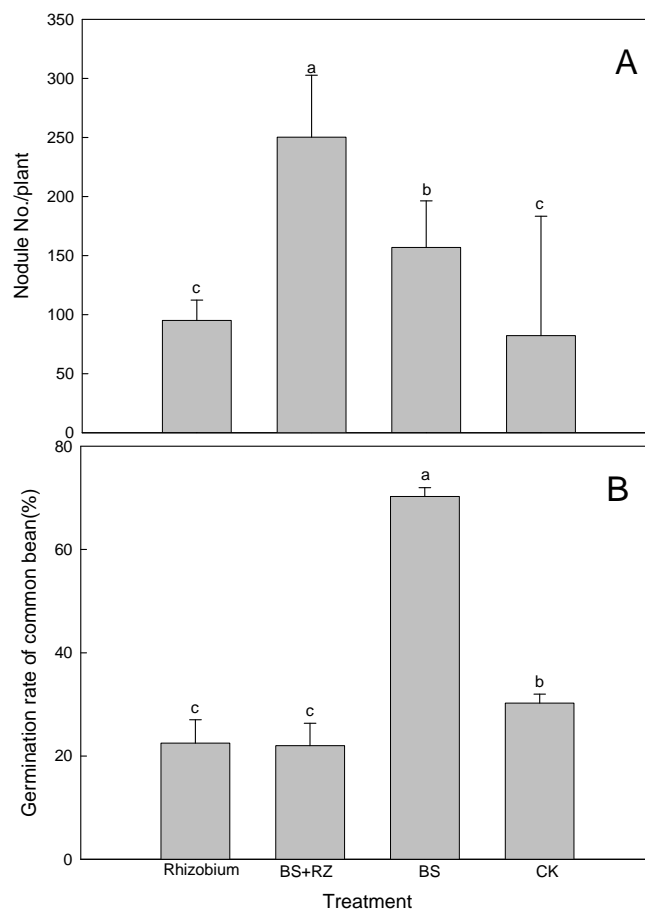 350
300
250
200
150
100
50
0
Nodule No./plant
A
c
a
b
c
80
60
40
20
0
Germination rate of common bean(%)
B
c
c
a
b
Rhizobium BS+RZ BS CK
Treatment